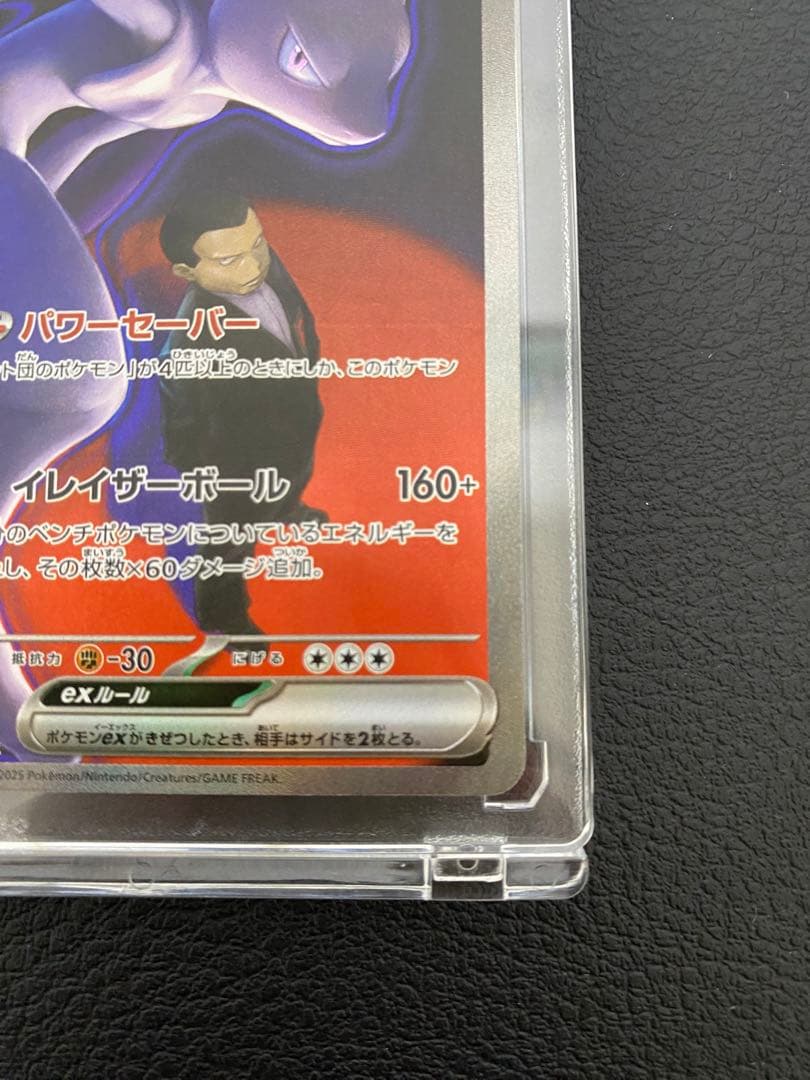 パワーセーバー
ト団のポケモン」が4匹以上のときにしか、このポケモン
イレイザーボール 160+
のベンチポケモンについているエネルギーを
し、その枚数×60ダメージ追加。
抵抗力 -30 にげる
exルール
ポケモンexがきぜつしたとき、相手はサイドを2枚とる。
2025 Pokémon/Nintendo/Creatures/GAME FREAK.